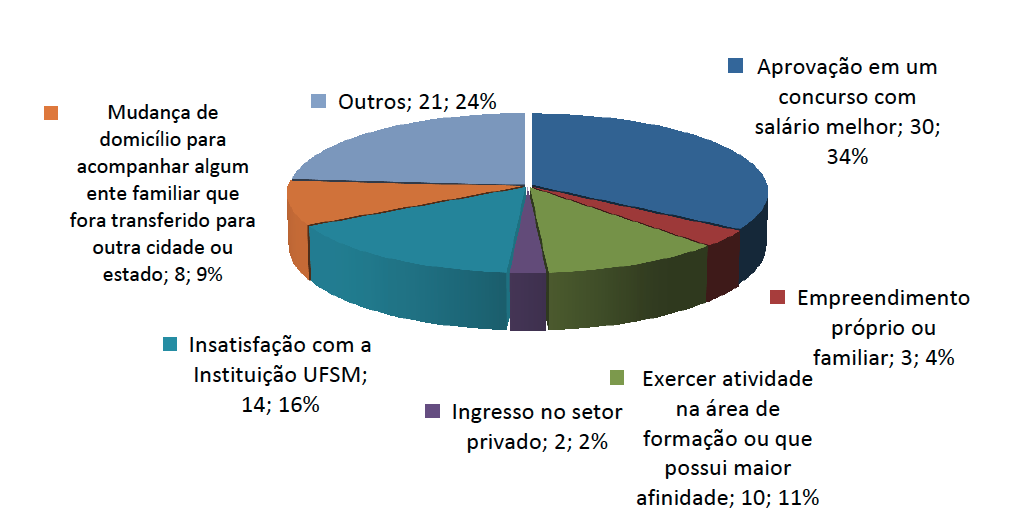 Aprovação em um
concurso com
salário melhor; 30;
34%
Empreendimento
próprio ou
familiar; 3; 4%
Exercer atividade
na área de
formação ou que
possui maior
afinidade; 10; 11%
Ingresso no setor
privado; 2; 2%
Insatisfação com a
Instituição UFSM;
14; 16%
Mudança de
domicílio para
acompanhar algum
ente familiar que
fora transferido para
outra cidade ou
estado; 8; 9%
Outros; 21; 24%